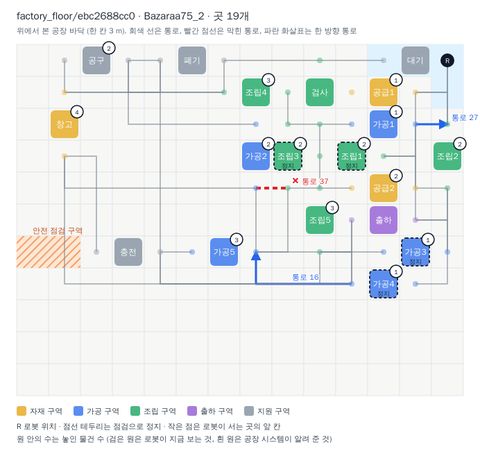 factory_floor/ebc2688cc0 · Bazaraa75_2 · 곳 19개
위에서 본 공장 바닥 (한 칸 3 m). 회색 선은 통로, 빨간 점선은 막힌 통로, 파란 화살표는 한 방향 통로
2
공구
폐기
대기
R
3
조립4
검사
1
공급1
4
창고
1
가공1
통로 27
2
가공2
2
조립3
정지
2
조립1
정지
2
조립2
✕ 통로 37
2
공급2
3
조립5
출하
안전 점검 구역
충전
3
가공5
1
가공3
정지
통로 16
1
가공4
정지
자재 구역
가공 구역
조립 구역
출하 구역
지원 구역
R 로봇 위치 · 점선 테두리는 점검으로 정지 · 작은 점은 로봇이 서는 곳의 앞 칸
원 안의 수는 놓인 물건 수 (검은 원은 로봇이 지금 보는 것, 흰 원은 공장 시스템이 알려 준 것)